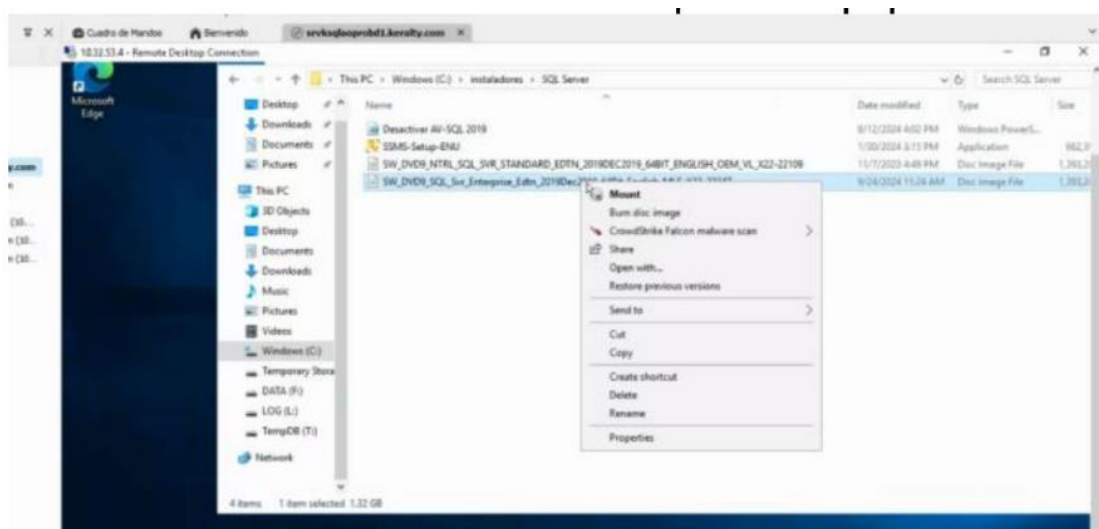 Cuadro de Mandos Bienvenido srvksqlooprobd1.keralty.com
10.32.53.4 - Remote Desktop Connection
Microsoft Edge
This PC > Windows (C:) > instaladores > SQL Server
Search SQL Server
Name Date modified Type Size
Desactivar AV-SQL 2019 8/12/2024 4:02 PM Windows PowerS...
SSMS-Setup-ENU 1/30/2024 3:15 PM Application
SW_DVD9_NTRL_SQL_SVR_STANDARD_EDTN_2019DEC2019_64BIT_ENGLISH_OEM_VL_X22-22109 11/7/2023 4:49 PM Disc Image File
SW_DVD9_SQL_Svr_Enterprise_Edtn_2019Dec2019_64Bit_English 9/24/2024 11:24 AM Disc Image File
Desktop
Downloads
Documents
Pictures
This PC
3D Objects
Desktop
Documents
Downloads
Music
Pictures
Videos
Windows (C:)
Temporary Stora
DATA (F:)
LOG (L:)
TempDB (T:)
Network
Mount
Burn disc image
CrowdStrike Falcon malware scan
Share
Open with...
Restore previous versions
Send to
Cut
Copy
Create shortcut
Delete
Rename
Properties
4 items 1 item selected 1.32 GB